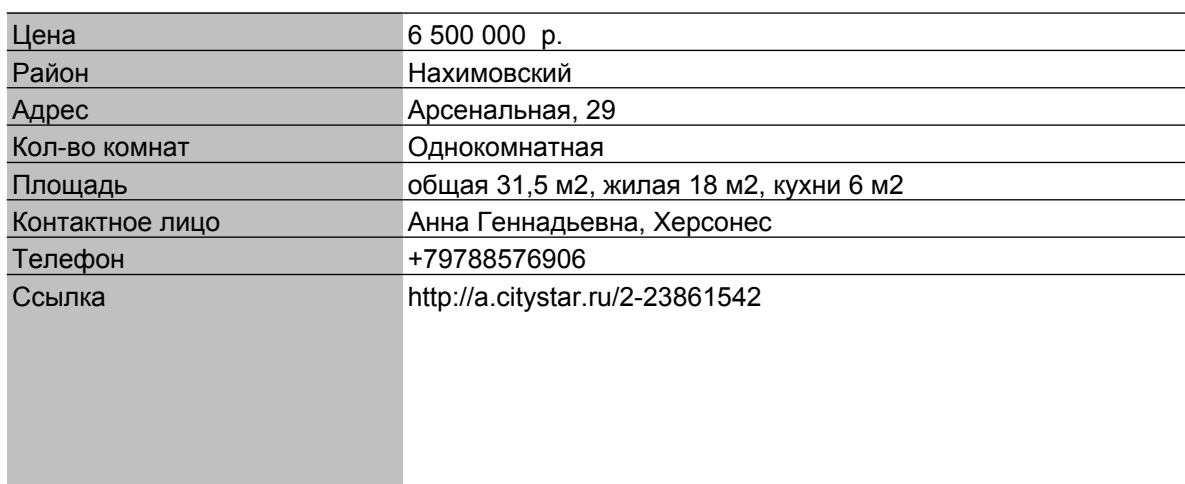 Цена 6 500 000 р.
Район Нахимовский
Адрес Арсенальная, 29
Кол-во комнат Однокомнатная
Площадь общая 31,5 м2, жилая 18 м2, кухни 6 м2
Контактное лицо Анна Геннадьевна, Херсонес
Телефон +79788576906
Ссылка http://a.citystar.ru/2-23861542